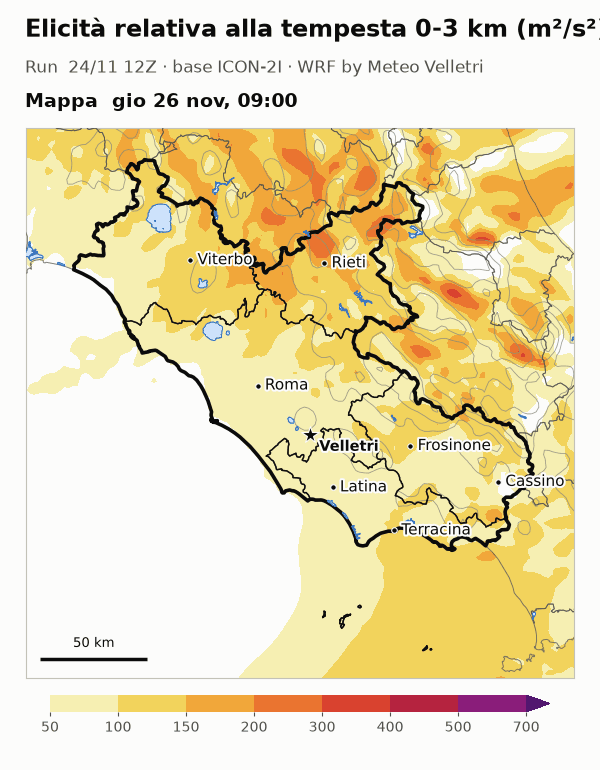 Elicità relativa alla tempesta 0-3 km (m²/s²)
Run 24/11 12Z · base ICON-2I · WRF by Meteo Velletri
Mappa gio 26 nov, 09:00
Viterbo
Rieti
Roma
Velletri
Frosinone
Cassino
Latina
Terracina
50 km
50 100 150 200 300 400 500 700